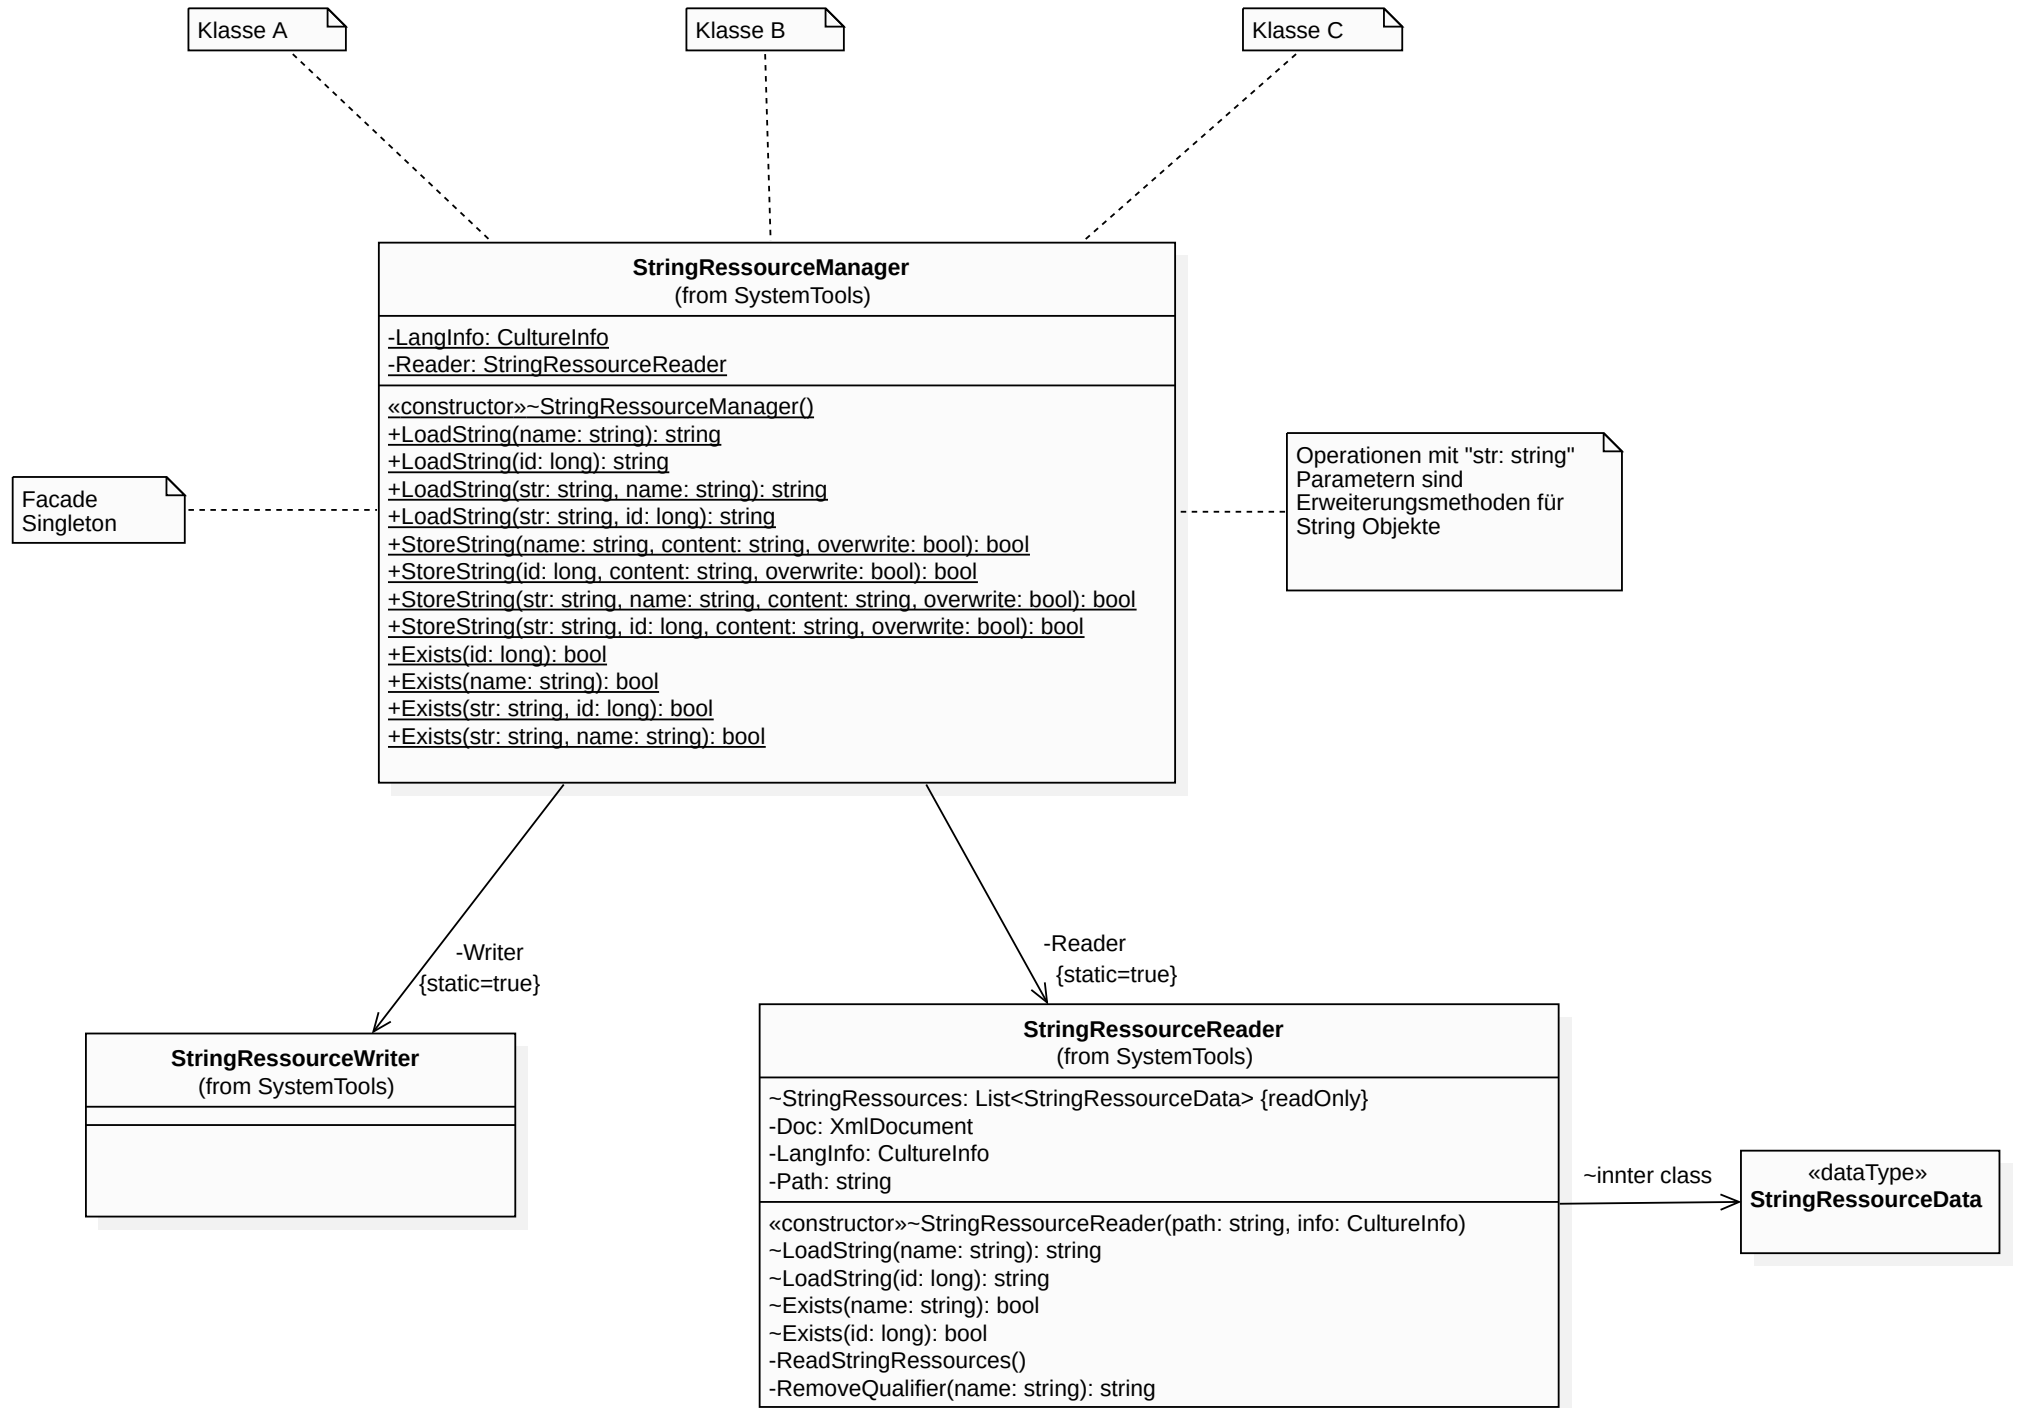 Klasse A
Klasse B
Klasse C
StringRessourceManager
(from SystemTools)
-LangInfo: CultureInfo
-Reader: StringRessourceReader
«constructor»~StringRessourceManager()
+LoadString(name: string): string
+LoadString(id: long): string
+LoadString(str: string, name: string): string
+LoadString(str: string, id: long): string
+StoreString(name: string, content: string, overwrite: bool): bool
+StoreString(id: long, content: string, overwrite: bool): bool
+StoreString(str: string, name: string, content: string, overwrite: bool): bool
+StoreString(str: string, id: long, content: string, overwrite: bool): bool
+Exists(id: long): bool
+Exists(name: string): bool
+Exists(str: string, id: long): bool
+Exists(str: string, name: string): bool
Facade
Singleton
Operationen mit "str: string"
Parametern sind
Erweiterungsmethoden für
String Objekte
-Writer
{static=true}
-Reader
{static=true}
StringRessourceWriter
(from SystemTools)
StringRessourceReader
(from SystemTools)
~StringRessources: List<StringRessourceData> {readOnly}
-Doc: XmlDocument
-LangInfo: CultureInfo
-Path: string
«constructor»~StringRessourceReader(path: string, info: CultureInfo)
~LoadString(name: string): string
~LoadString(id: long): string
~Exists(name: string): bool
~Exists(id: long): bool
-ReadStringRessources()
-RemoveQualifier(name: string): string
~innter class
«dataType»
StringRessourceData